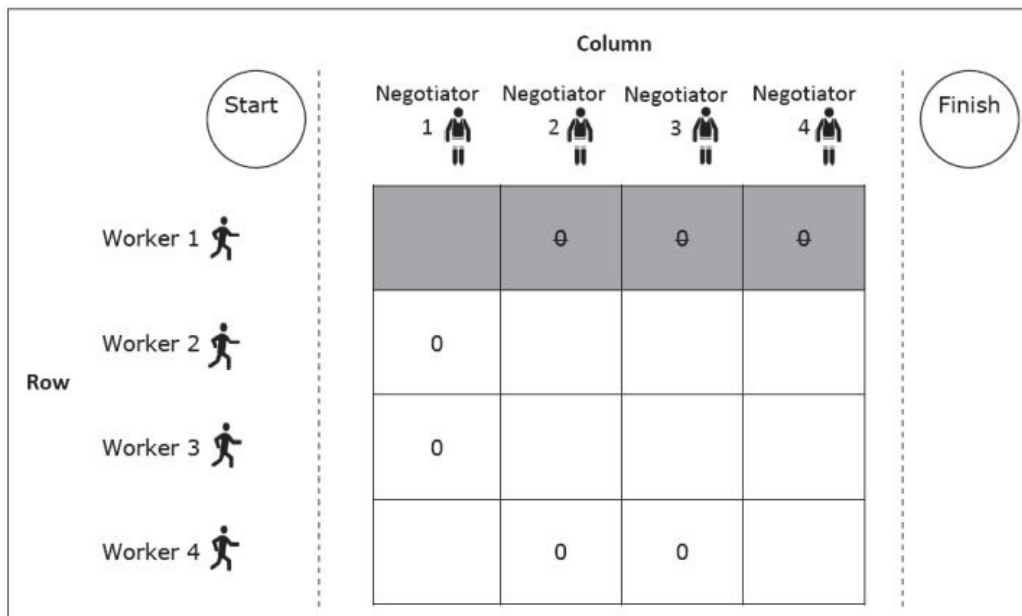 Column
Start
Negotiator 1
Negotiator 2
Negotiator 3
Negotiator 4
Finish
Worker 1 0 0 0
Worker 2 0
Row
Worker 3 0
Worker 4 0 0